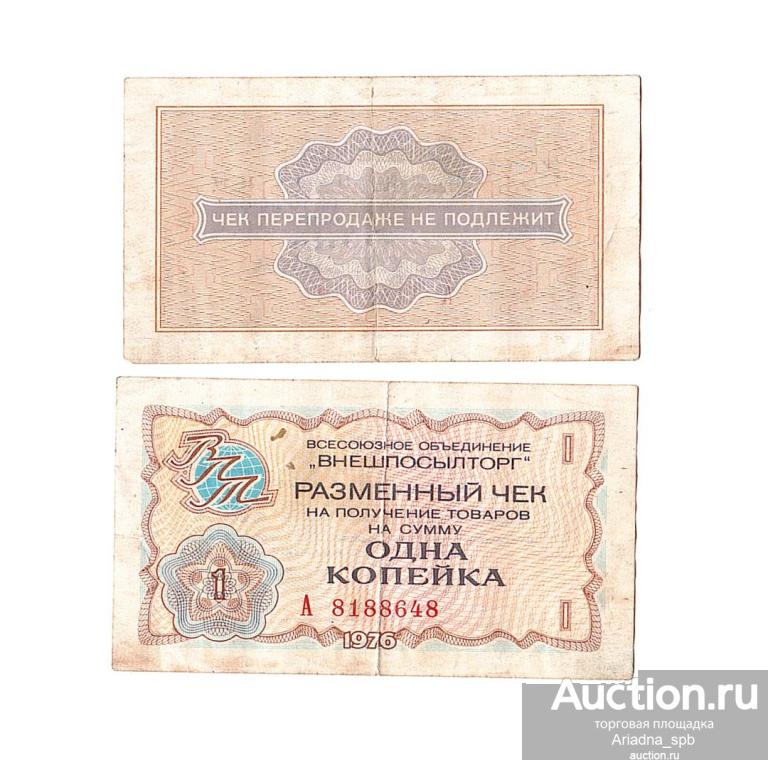 ЧЕК ПЕРЕПРОДАЖЕ НЕ ПОДЛЕЖИТ
ВПТ
ВСЕСОЮЗНОЕ ОБЪЕДИНЕНИЕ
„ВНЕШПОСЫЛТОРГ“
РАЗМЕННЫЙ ЧЕК
НА ПОЛУЧЕНИЕ ТОВАРОВ
НА СУММУ
ОДНА
КОПЕЙКА
1
1
1
А 8188648
1976
Auction.ru
торговая площадка
Ariadna_spb
auction.ru